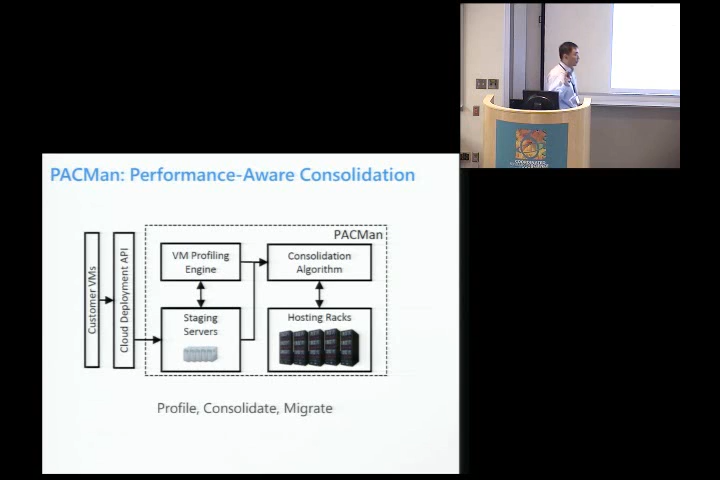 PACMan: Performance-Aware Consolidation
PACMan
Customer VMs
Cloud Deployment API
VM Profiling
Engine
Consolidation
Algorithm
Staging
Servers
Hosting Racks
Profile, Consolidate, Migrate
COORDINATED